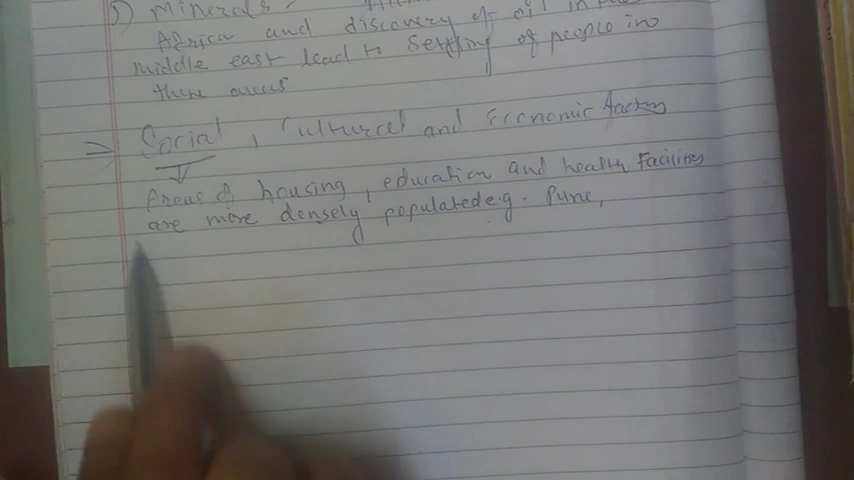 5) Minerals
Africa and discovery of oil in
middle east lead to Settling of people in
these areas
=> Social, Cultural and Economic factors
Areas of housing, education and health Facilities
are more densely populated e.g. Pune,